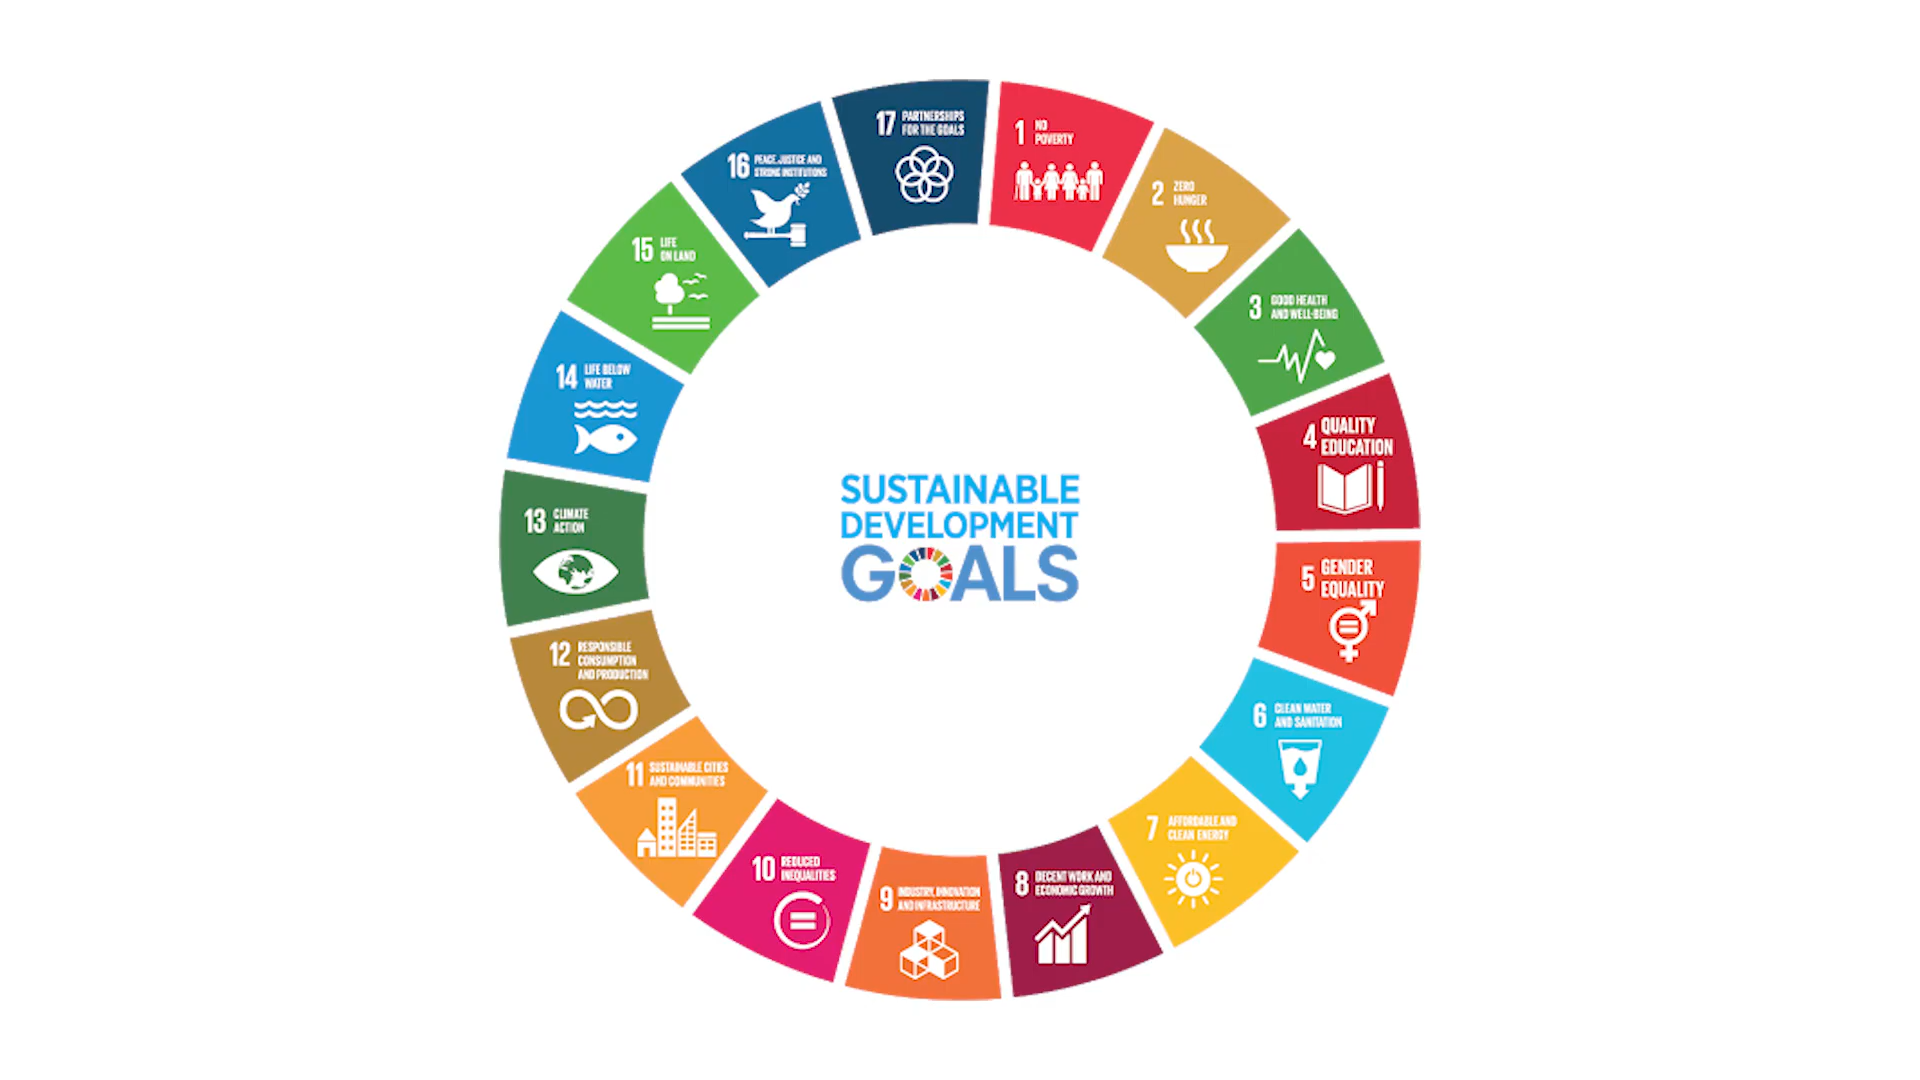 17 PARTNERSHIPS
FOR THE GOALS
1 NO
POVERTY
2 ZERO
HUNGER
3 GOOD HEALTH
AND WELL-BEING
4 QUALITY
EDUCATION
5 GENDER
EQUALITY
6 CLEAN WATER
AND SANITATION
7 AFFORDABLE AND
CLEAN ENERGY
8 DECENT WORK AND
ECONOMIC GROWTH
9 INDUSTRY, INNOVATION
AND INFRASTRUCTURE
10 REDUCED
INEQUALITIES
11 SUSTAINABLE CITIES
AND COMMUNITIES
12 RESPONSIBLE
CONSUMPTION
AND PRODUCTION
13 CLIMATE
ACTION
14 LIFE BELOW
WATER
15 LIFE
ON LAND
16 PEACE, JUSTICE AND
STRONG INSTITUTIONS
SUSTAINABLE
DEVELOPMENT
GOALS